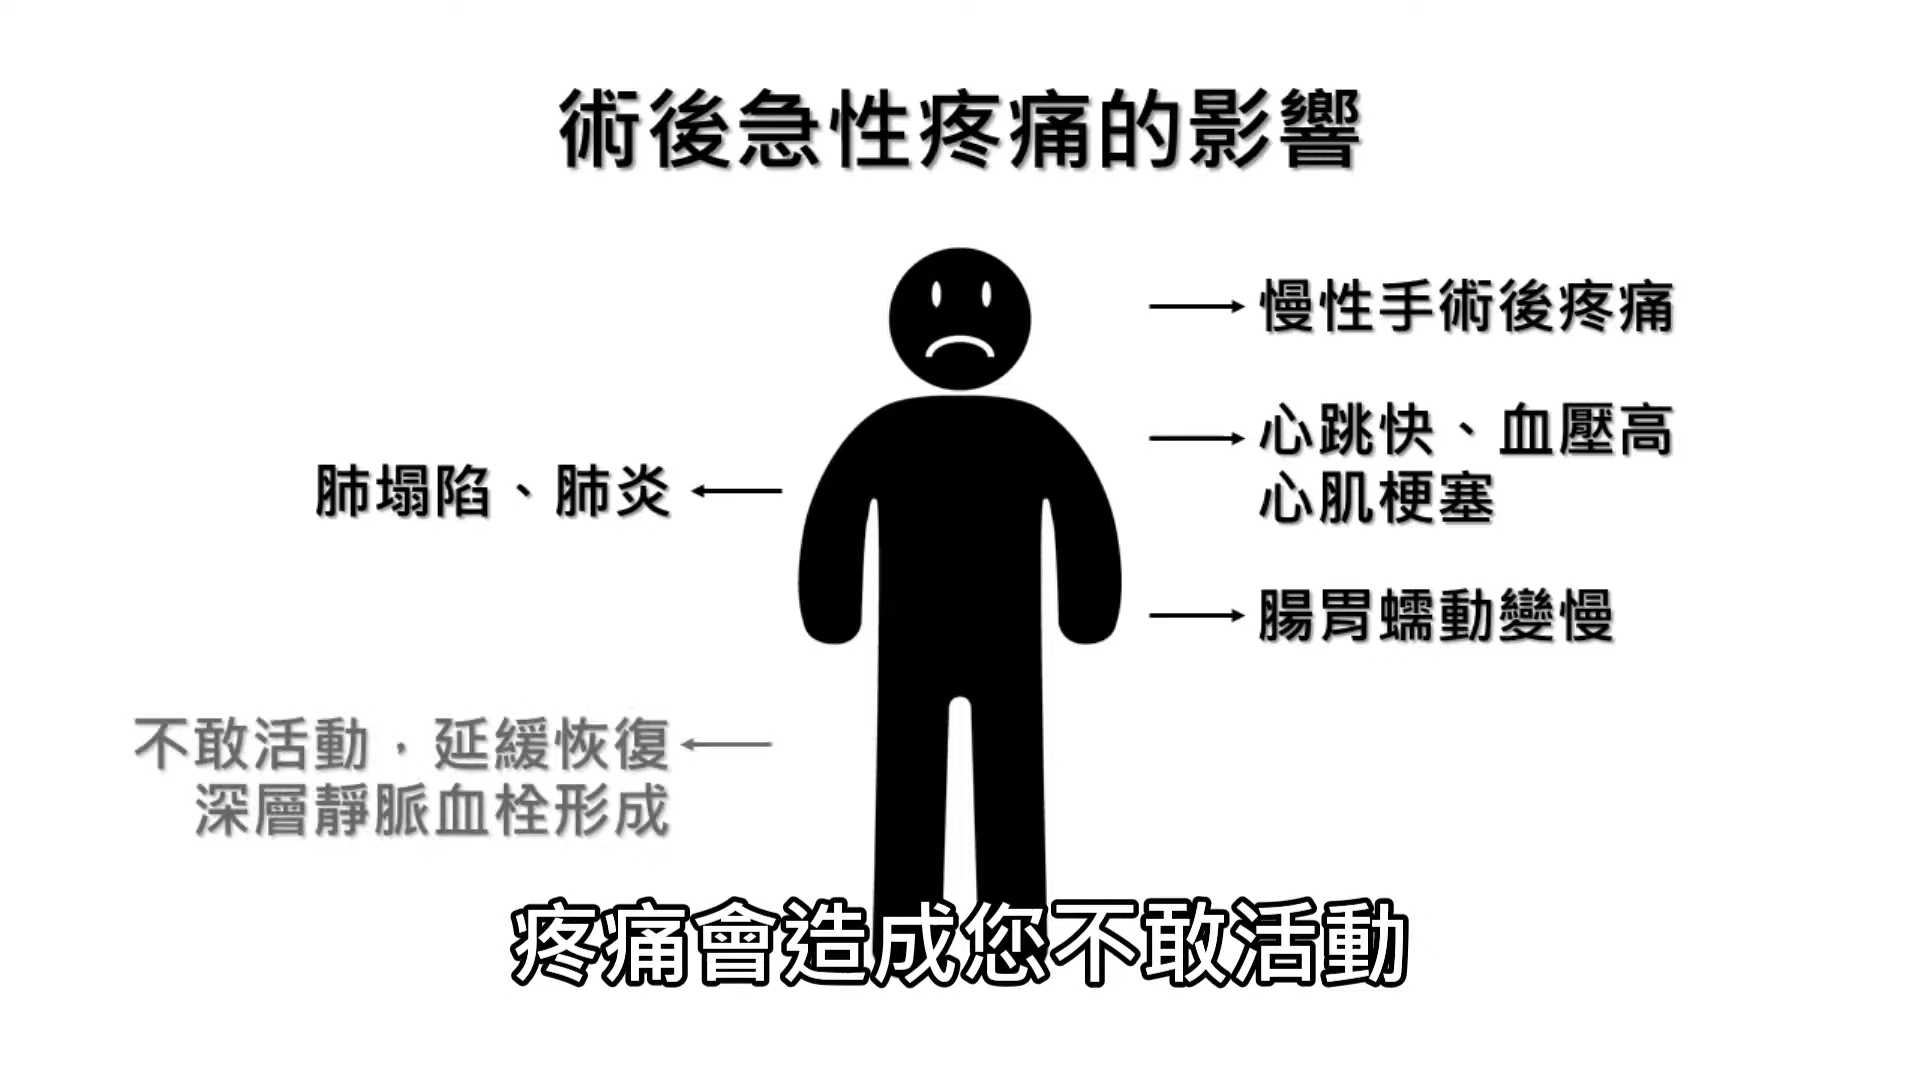 術後急性疼痛的影響
慢性手術後疼痛
心跳快、血壓高
心肌梗塞
肺塌陷、肺炎
腸胃蠕動變慢
不敢活動，延緩恢復
深層靜脈血栓形成
疼痛會造成您不敢活動